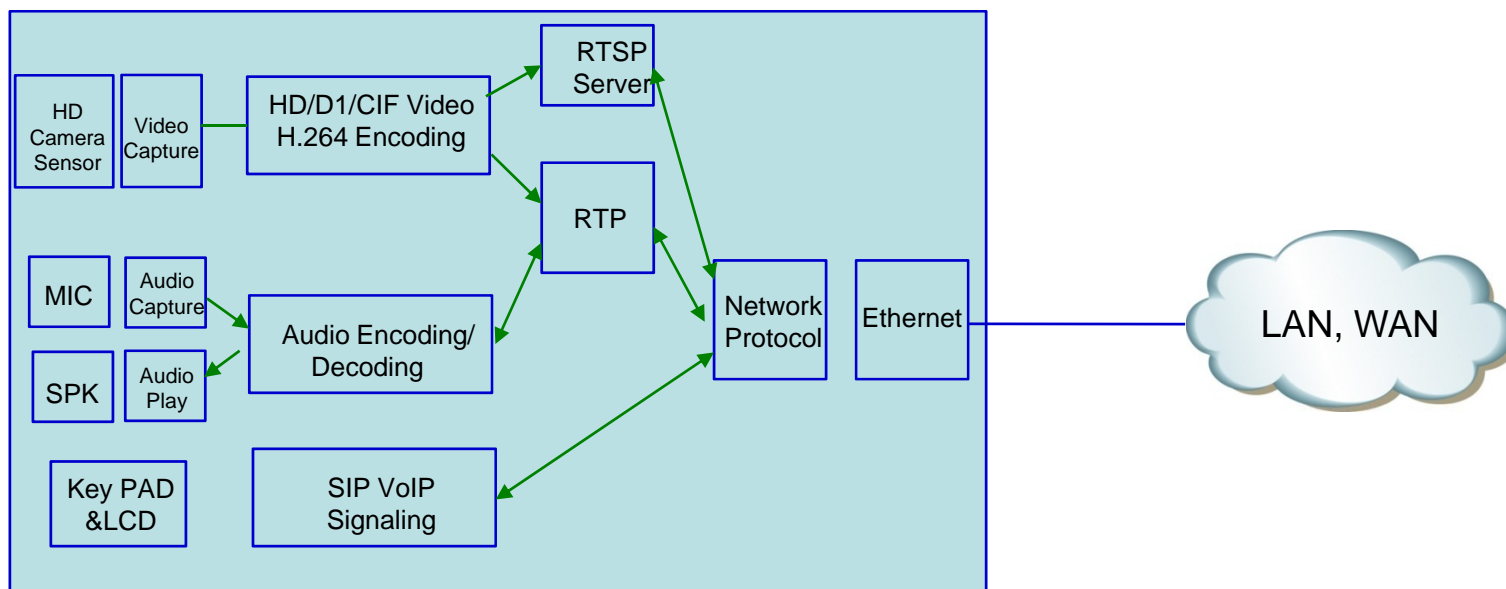 HD
Camera
Sensor
Video
Capture
HD/D1/CIF Video
H.264 Encoding
RTSP
Server
RTP
MIC
Audio
Capture
SPK
Audio
Play
Audio Encoding/
Decoding
Key PAD
&LCD
SIP VoIP
Signaling
Network
Protocol
Ethernet
LAN, WAN